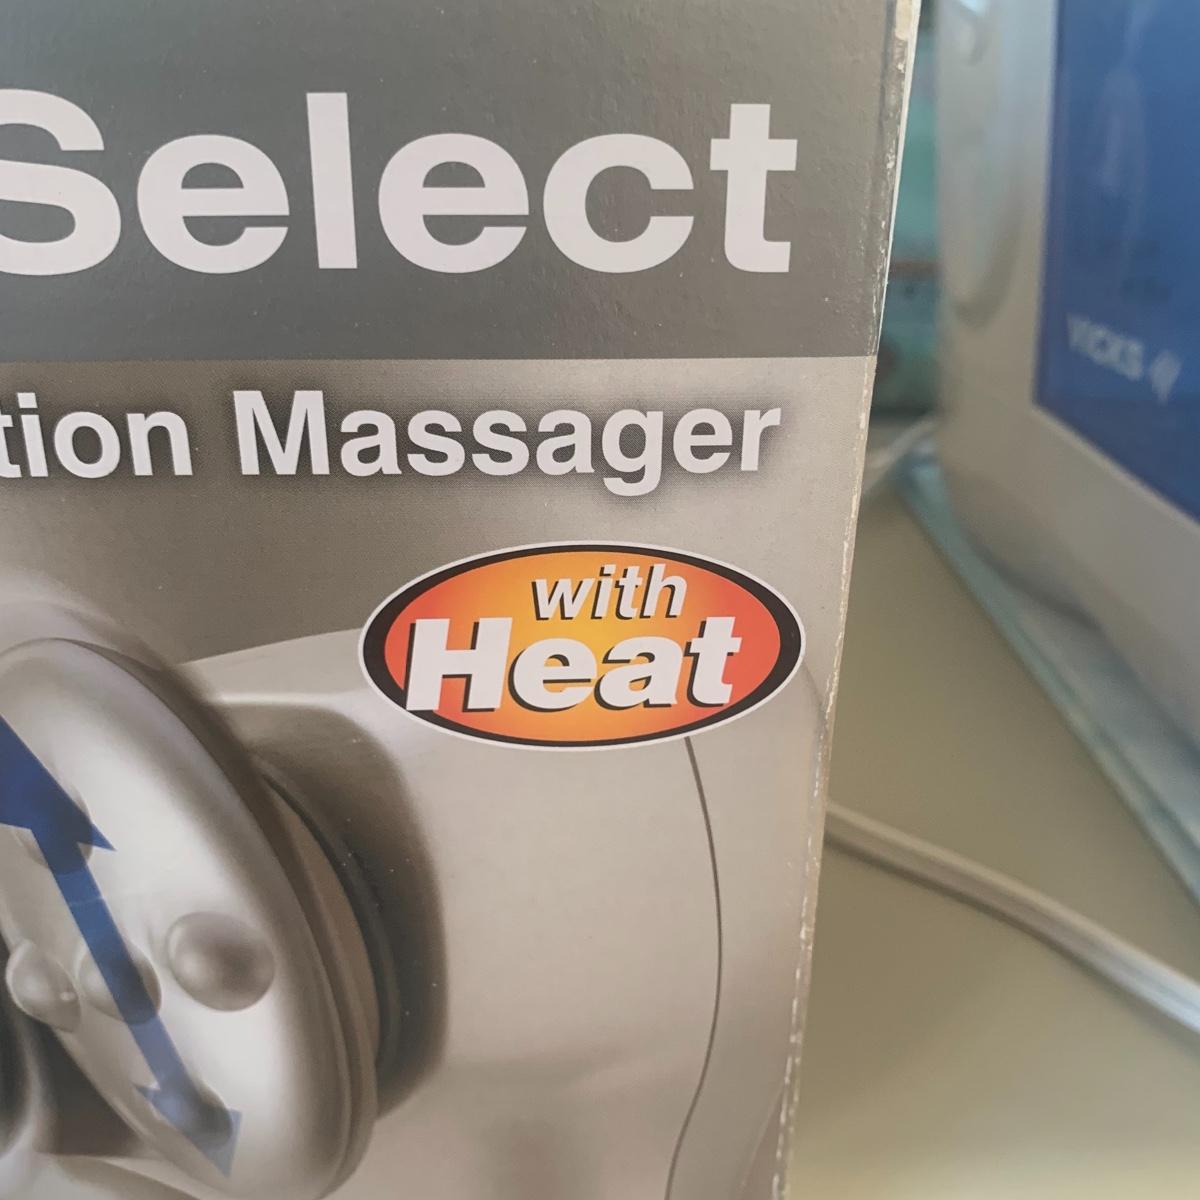 Select
tion Massager
with
Heat
VICKS